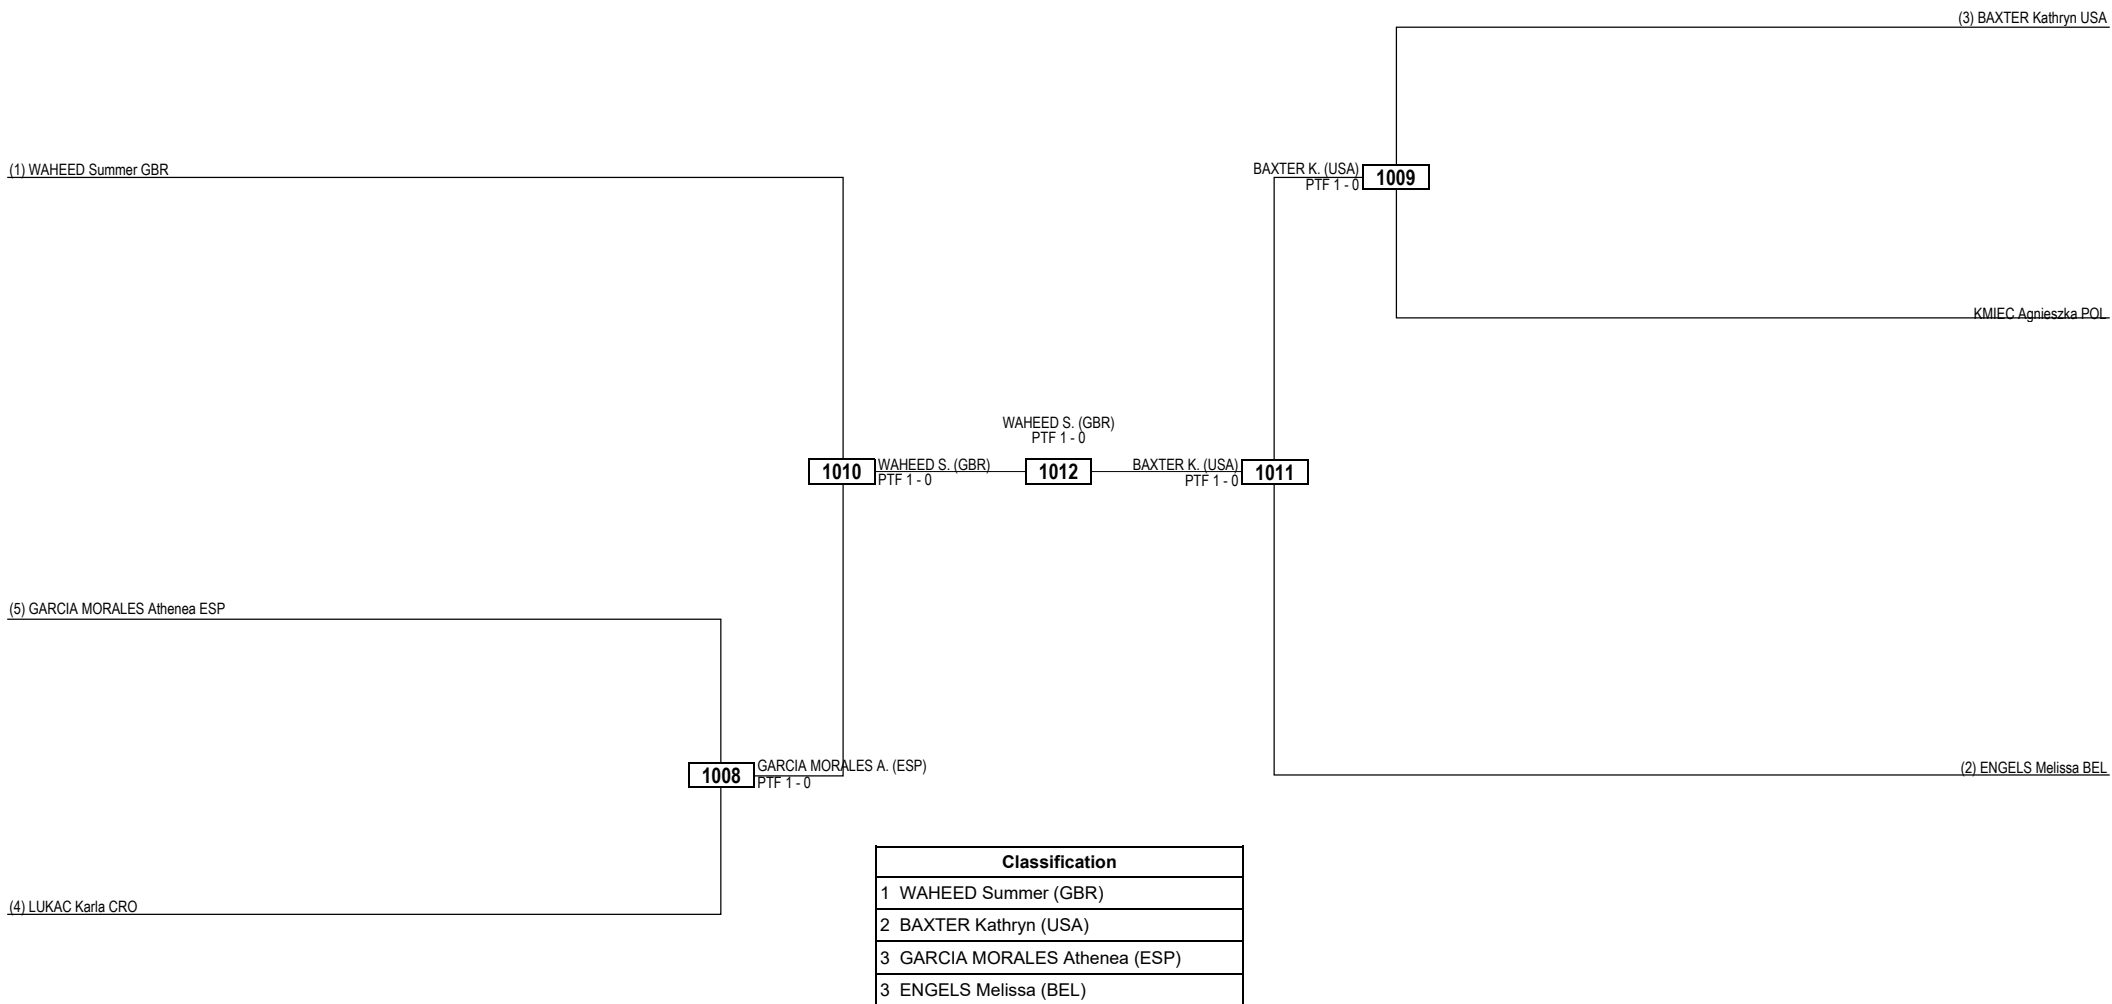 (3) BAXTER Kathryn USA
(1) WAHEED Summer GBR
BAXTER K. (USA)
PTF 1 - 0
1009
KMIEC Agnieszka POL
WAHEED S. (GBR)
PTF 1 - 0
1010
WAHEED S. (GBR)
PTF 1 - 0
1012
BAXTER K. (USA)
PTF 1 - 0
1011
(5) GARCIA MORALES Athenea ESP
1008
GARCIA MORALES A. (ESP)
PTF 1 - 0
(2) ENGELS Melissa BEL
(4) LUKAC Karla CRO
Classification
1 WAHEED Summer (GBR)
2 BAXTER Kathryn (USA)
3 GARCIA MORALES Athenea (ESP)
3 ENGELS Melissa (BEL)